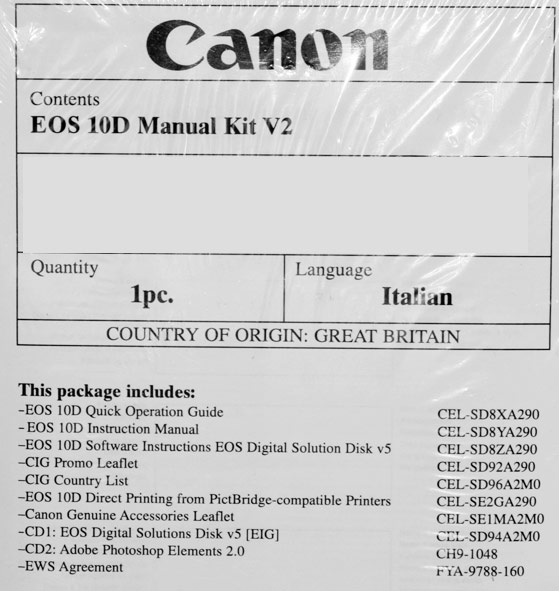 Canon
Contents
EOS 10D Manual Kit V2
Quantity
1pc.
Language
Italian
COUNTRY OF ORIGIN: GREAT BRITAIN
This package includes:
-EOS 10D Quick Operation Guide CEL-SD8XA290
-EOS 10D Instruction Manual CEL-SD8YA290
-EOS 10D Software Instructions EOS Digital Solution Disk v5 CEL-SD8ZA290
-CIG Promo Leaflet CEL-SD92A290
-CIG Country List CEL-SD96A2M0
-EOS 10D Direct Printing from PictBridge-compatible Printers CEL-SE2GA290
-Canon Genuine Accessories Leaflet CEL-SE1MA2M0
-CD1: EOS Digital Solutions Disk v5 [EIG] CEL-SD94A2M0
-CD2: Adobe Photoshop Elements 2.0 CH9-1048
-EWS Agreement FYA-9788-160